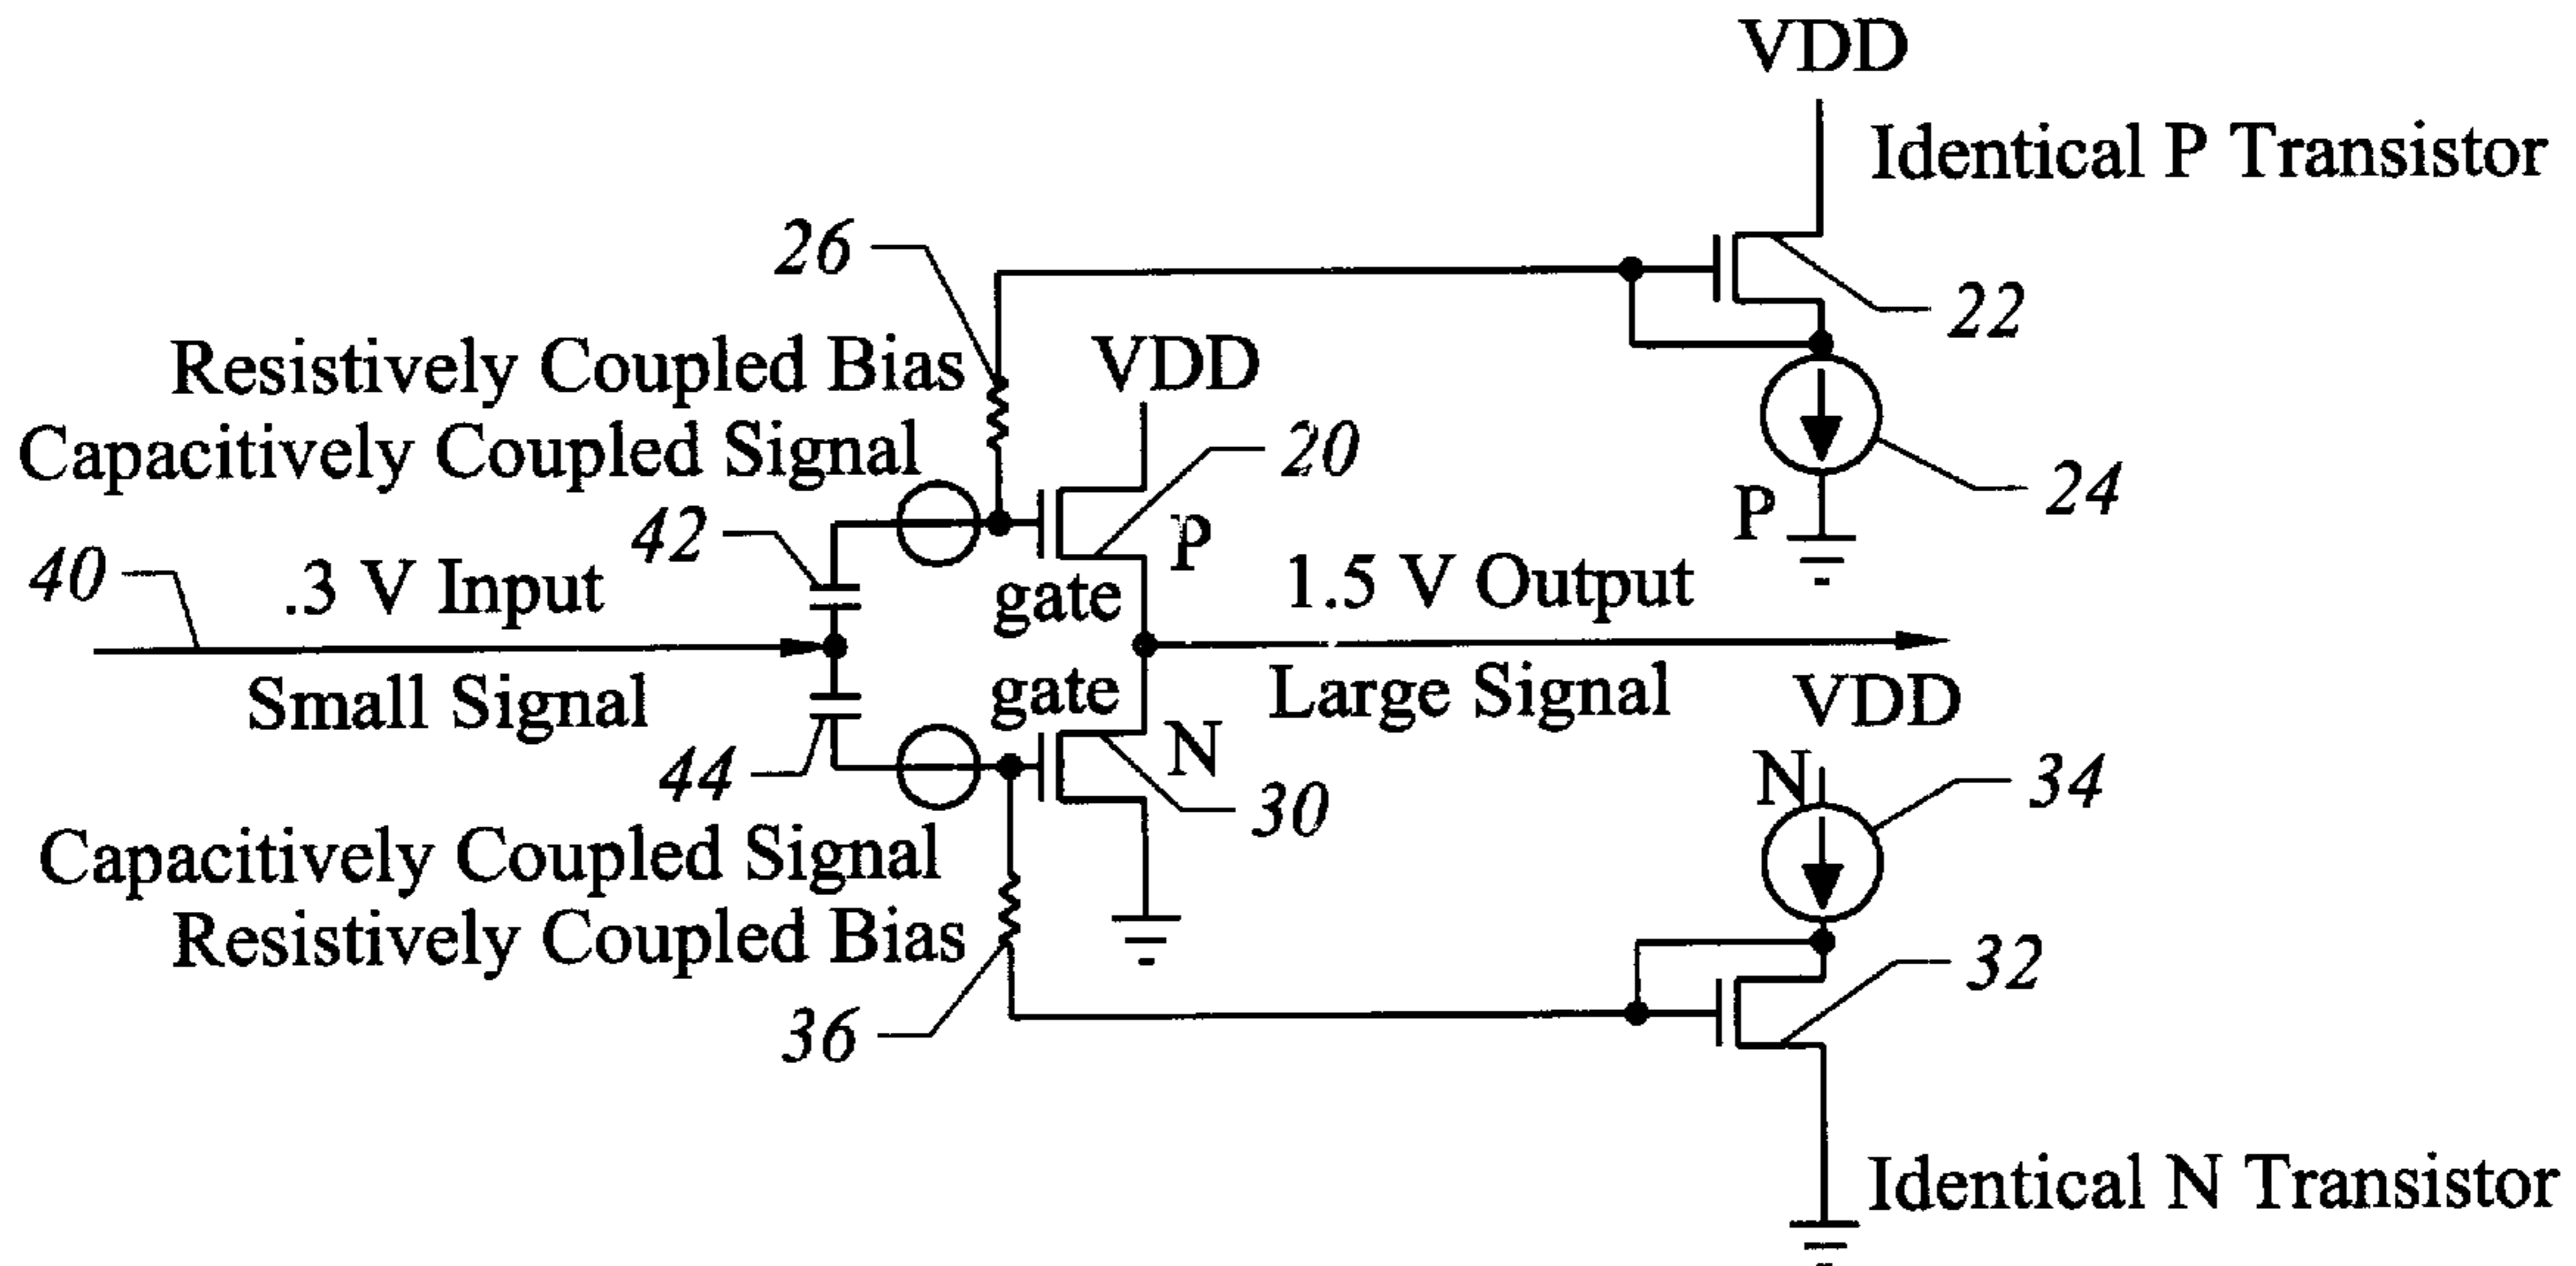 VDD
Identical P Transistor
26
22
Resistively Coupled Bias
VDD
Capacitively Coupled Signal
20
24
42
P
P
40
.3 V Input
gate
1.5 V Output
Small Signal
gate
Large Signal
VDD
44
N
N
34
30
Capacitively Coupled Signal
Resistively Coupled Bias
32
36
Identical N Transistor